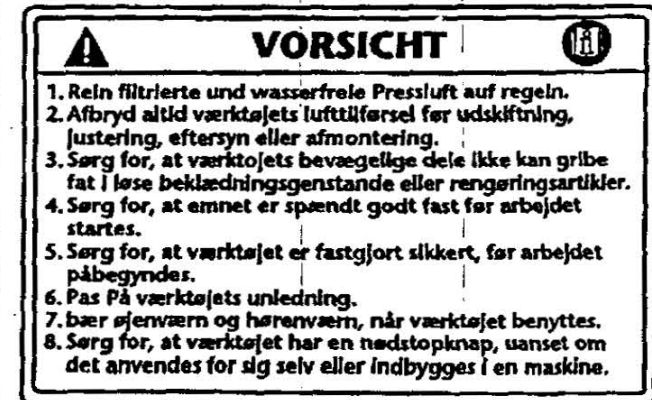 VORSICHT
1. Rein filtrierte und wasserfreie Pressluft auf regeln.
2. Afbryd altid værktøjets lufttilførsel før udskiftning,
justering, eftersyn eller afmontering.
3. Sørg for, at værktojets bevægelige dele ikke kan gribe
fat i løse beklædningsgenstande eller rengøringsartikler.
4. Sørg for, at emnet er spændt godt fast før arbejdet
startes.
5. Sørg for, at værktøjet er fastgjort sikkert, før arbejdet
påbegyndes.
6. Pas På værktøjets unledning.
7. bær øjenværn og hørenværn, når værktøjet benyttes.
8. Sørg for, at værktøjet har en nødstopknap, uanset om
det anvendes for sig selv eller indbygges i en maskine.